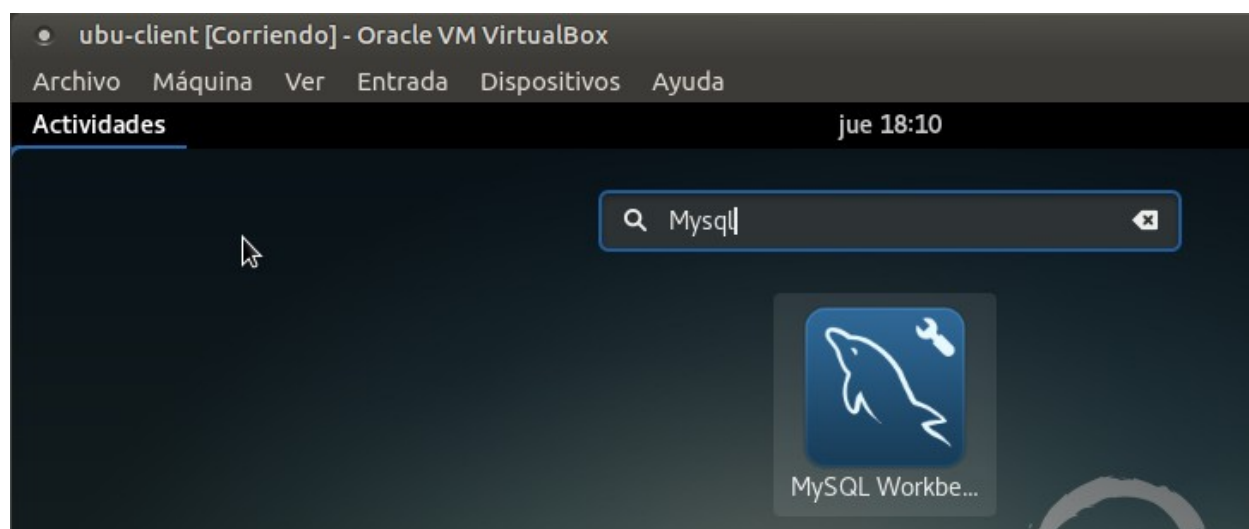 ubu-client [Corriendo] - Oracle VM VirtualBox
Archivo Máquina Ver Entrada Dispositivos Ayuda
Actividades jue 18:10
Mysql
MySQL Workbe...